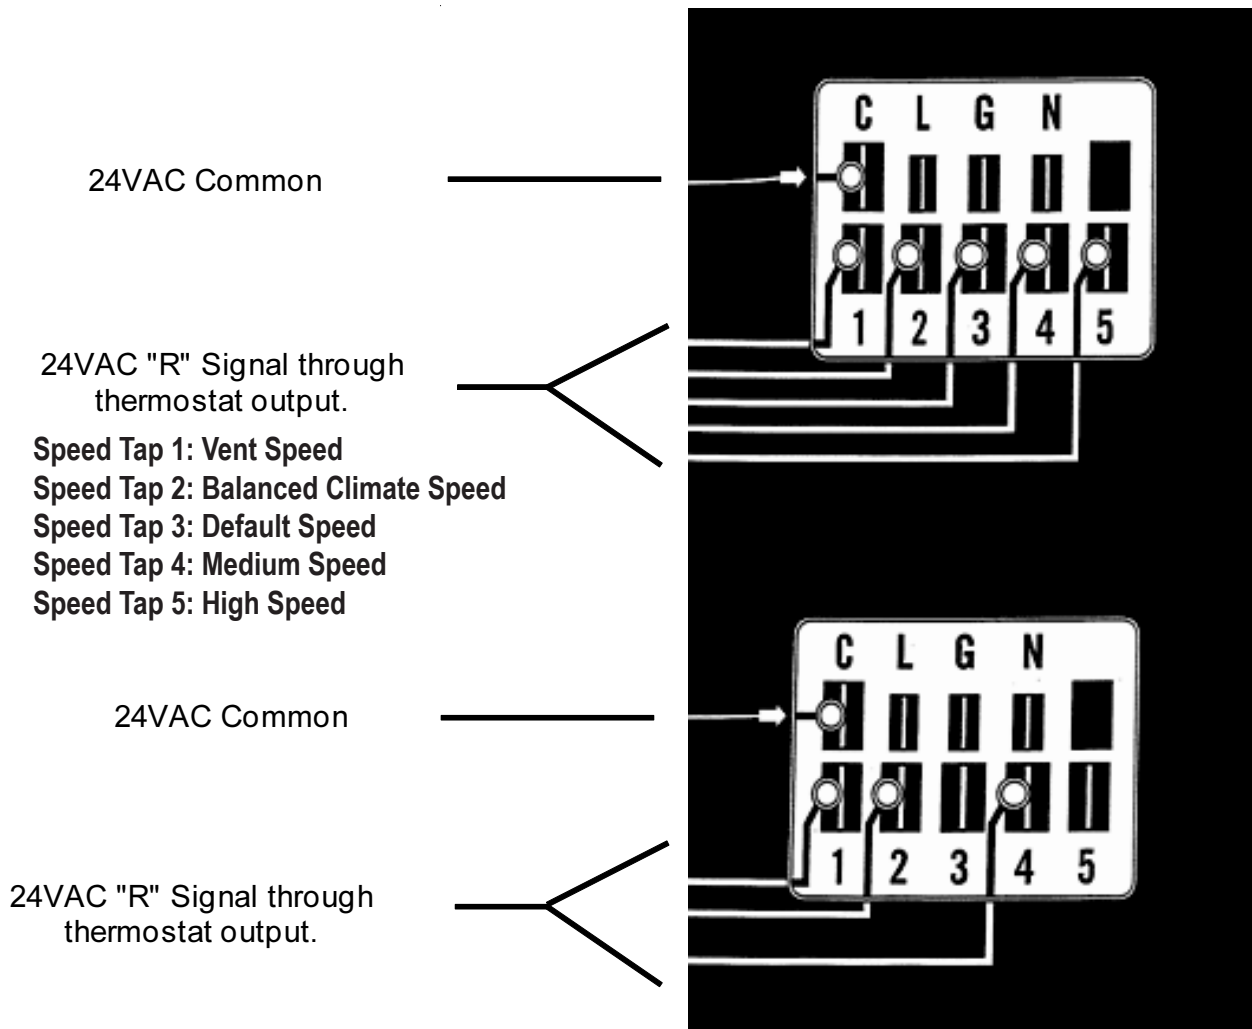 C L G N
24VAC Common
1 2 3 4 5
24VAC "R" Signal through
thermostat output.
Speed Tap 1: Vent Speed
Speed Tap 2: Balanced Climate Speed
Speed Tap 3: Default Speed
Speed Tap 4: Medium Speed
Speed Tap 5: High Speed
C L G N
24VAC Common
1 2 3 4 5
24VAC "R" Signal through
thermostat output.